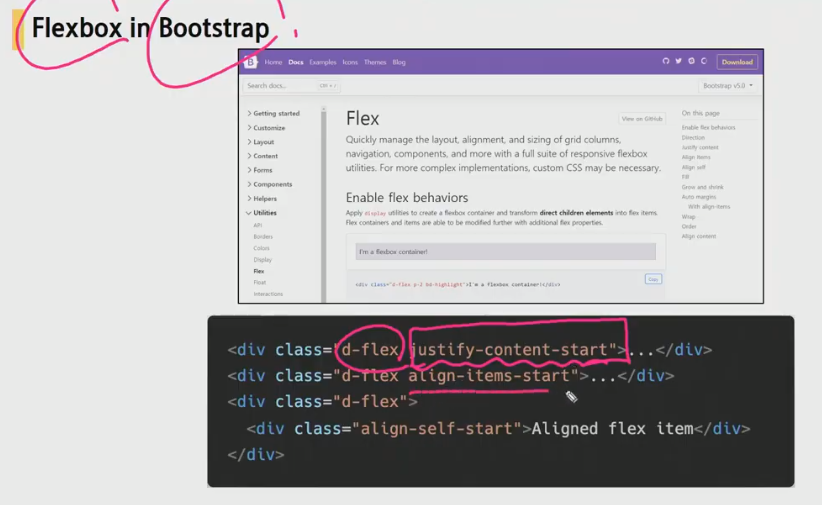 Flexbox in Bootstrap
B Home Docs Examples Icons Themes Blog Download
Search docs... Ctrl + / Bootstrap v5.0
Getting started
Customize
Layout
Content
Forms
Components
Helpers
Utilities
API
Borders
Colors
Display
Flex
Float
Interactions
Flex
View on GitHub
Quickly manage the layout, alignment, and sizing of grid columns,
navigation, components, and more with a full suite of responsive flexbox
utilities. For more complex implementations, custom CSS may be necessary.
Enable flex behaviors
Apply display utilities to create a flexbox container and transform direct children elements into flex items.
Flex containers and items are able to be modified further with additional flex properties.
I'm a flexbox container!
Copy
<div class="d-flex p-2 bd-highlight">I'm a flexbox container!</div>
On this page
Enable flex behaviors
Direction
Justify content
Align items
Align self
Fill
Grow and shrink
Auto margins
With align-items
Wrap
Order
Align content
<div class="d-flex justify-content-start">...</div>
<div class="d-flex align-items-start">...</div>
<div class="d-flex">
<div class="align-self-start">Aligned flex item</div>
</div>